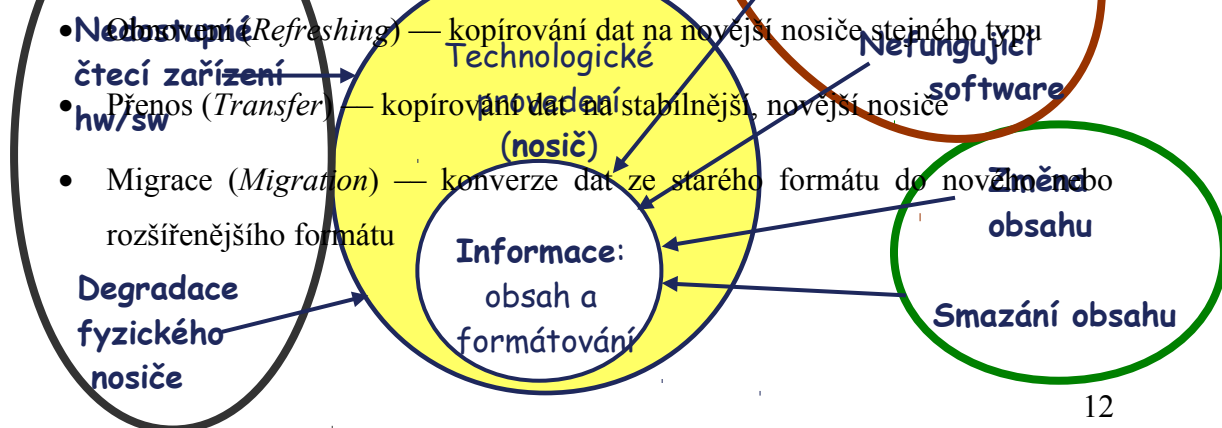 • Obnovení (Refreshing) — kopírování dat na novější nosiče stejného typu
• Přenos (Transfer) — kopírování dat na stabilnější, novější nosiče
• Migrace (Migration) — konverze dat ze starého formátu do nového nebo
rozšířenějšího formátu
Nedostupné
čtecí zařízení
hw/sw
Degradace
fyzického
nosiče
Technologické
provedení
(nosič)
Informace:
obsah a
formátování
Nefungující
software
Změna
obsahu
Smazání obsahu
12